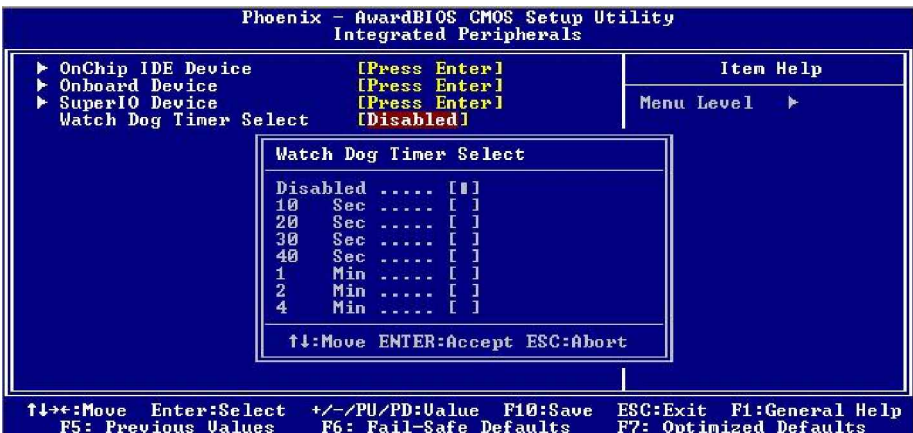 Phoenix - AwardBIOS CMOS Setup Utility
Integrated Peripherals
▶ OnChip IDE Device [Press Enter]
▶ Onboard Device [Press Enter]
▶ SuperIO Device [Press Enter]
Watch Dog Timer Select [Disabled]
Item Help
Menu Level ▶
Watch Dog Timer Select
Disabled ..... [▮]
10 Sec ..... [ ]
20 Sec ..... [ ]
30 Sec ..... [ ]
40 Sec ..... [ ]
1 Min ..... [ ]
2 Min ..... [ ]
4 Min ..... [ ]
↑↓:Move ENTER:Accept ESC:Abort
↑↓→←:Move Enter:Select +/-/PU/PD:Value F10:Save ESC:Exit F1:General Help
F5: Previous Values F6: Fail-Safe Defaults F7: Optimized Defaults